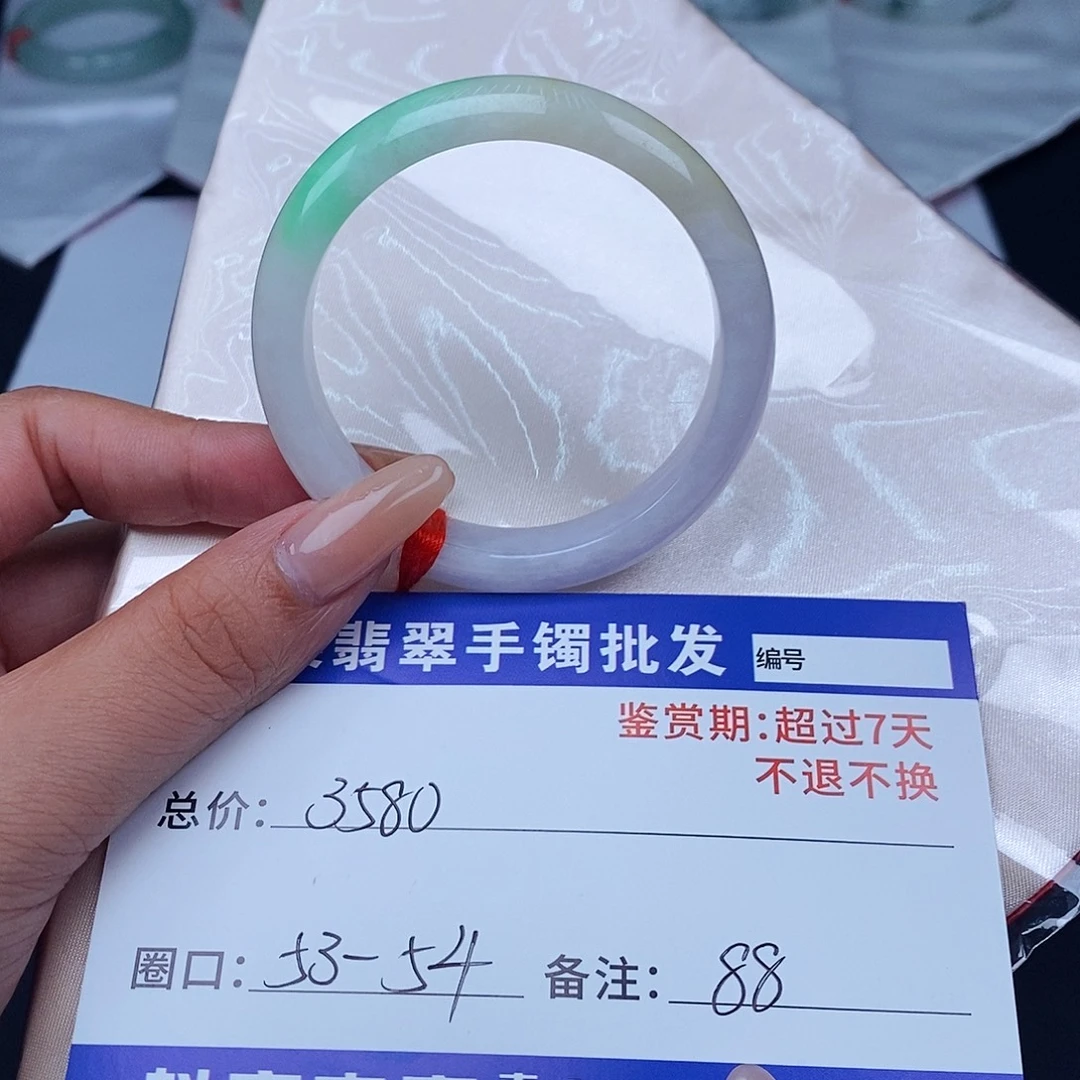 翡翠手镯批发
编号
鉴赏期:超过7天
不退不换
总价: 3580
圈口: 53-54 备注: 88